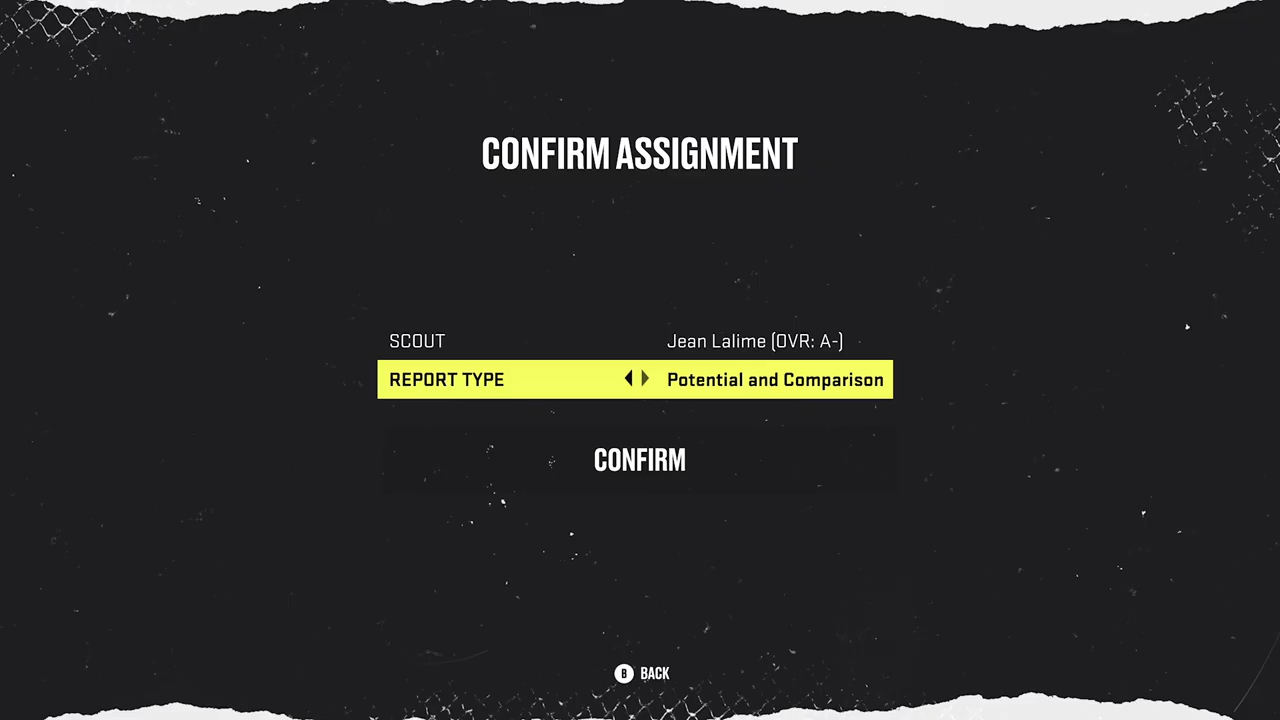 CONFIRM ASSIGNMENT
SCOUT Jean Lalime (OVR: A-)
REPORT TYPE Potential and Comparison
CONFIRM
B BACK